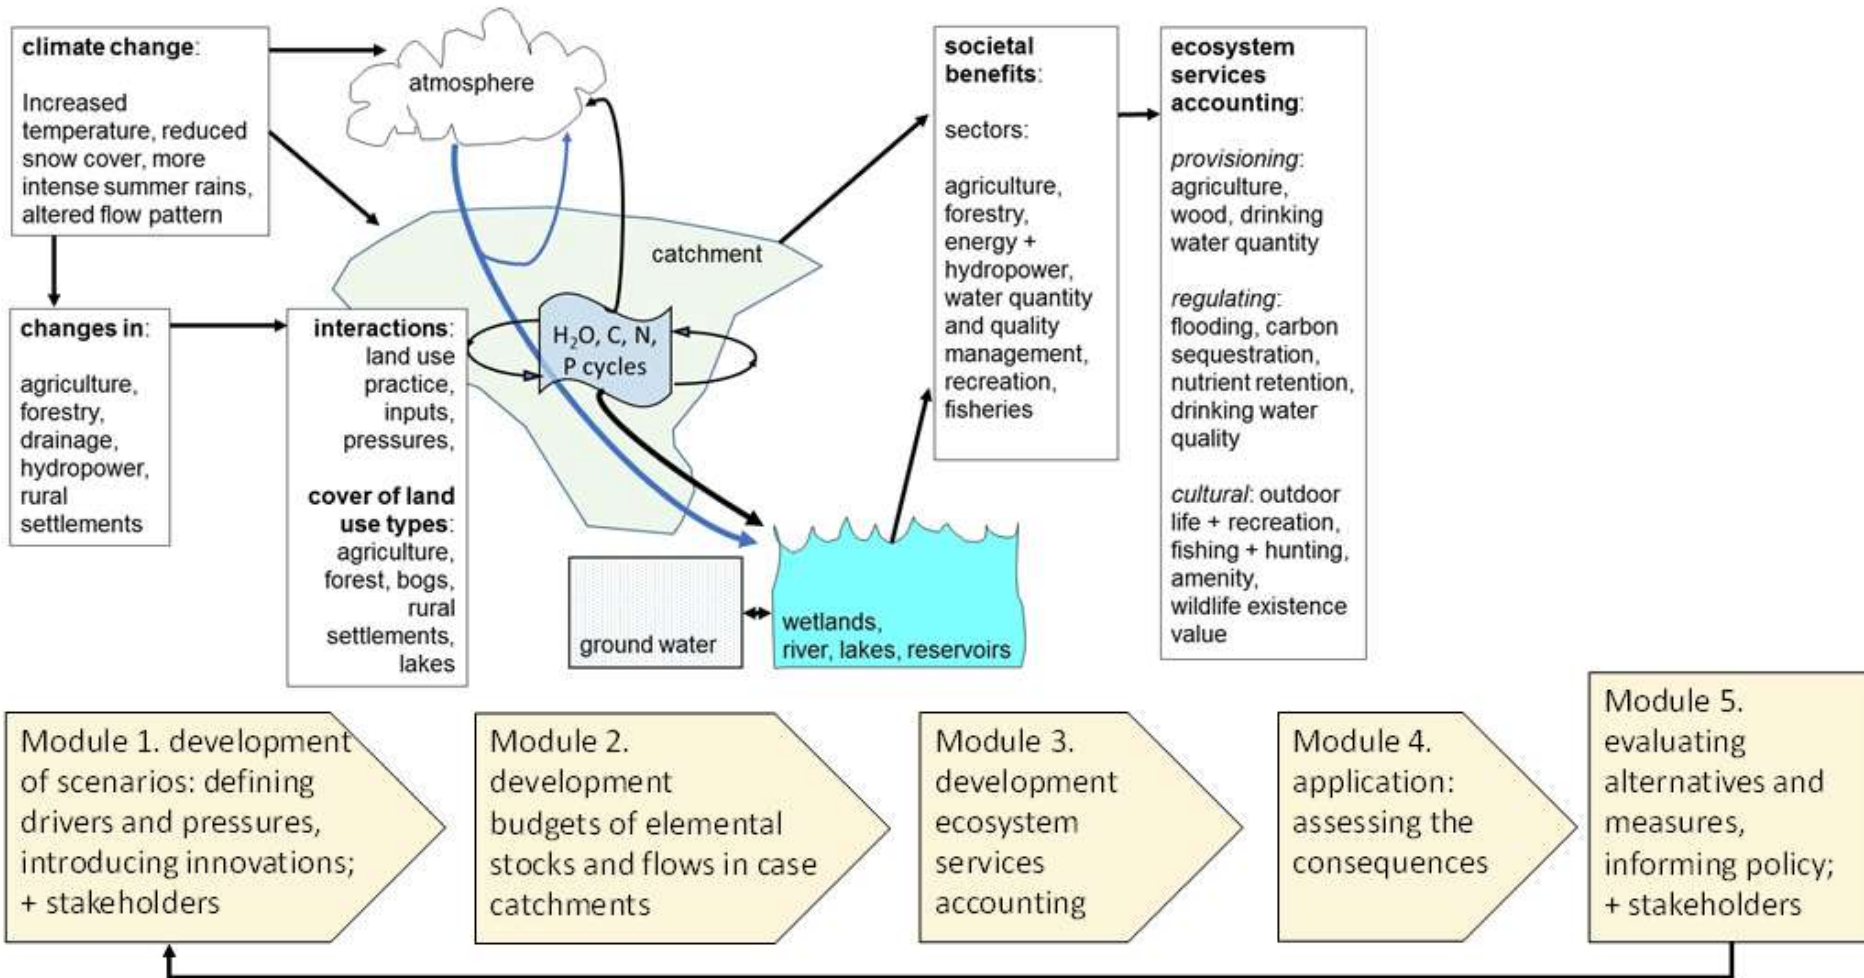 climate change:
Increased
temperature, reduced
snow cover, more
intense summer rains,
altered flow pattern
atmosphere
catchment
H₂O, C, N,
P cycles
changes in:
agriculture,
forestry,
drainage,
hydropower,
rural
settlements
interactions:
land use
practice,
inputs,
pressures,
cover of land
use types:
agriculture,
forest, bogs,
rural
settlements,
lakes
ground water
wetlands,
river, lakes, reservoirs
societal
benefits:
sectors:
agriculture,
forestry,
energy +
hydropower,
water quantity
and quality
management,
recreation,
fisheries
ecosystem
services
accounting:
provisioning:
agriculture,
wood, drinking
water quantity
regulating:
flooding, carbon
sequestration,
nutrient retention,
drinking water
quality
cultural: outdoor
life + recreation,
fishing + hunting,
amenity,
wildlife existence
value
Module 1. development
of scenarios: defining
drivers and pressures,
introducing innovations;
+ stakeholders
Module 2.
development
budgets of elemental
stocks and flows in case
catchments
Module 3.
development
ecosystem
services
accounting
Module 4.
application:
assessing the
consequences
Module 5.
evaluating
alternatives and
measures,
informing policy;
+ stakeholders